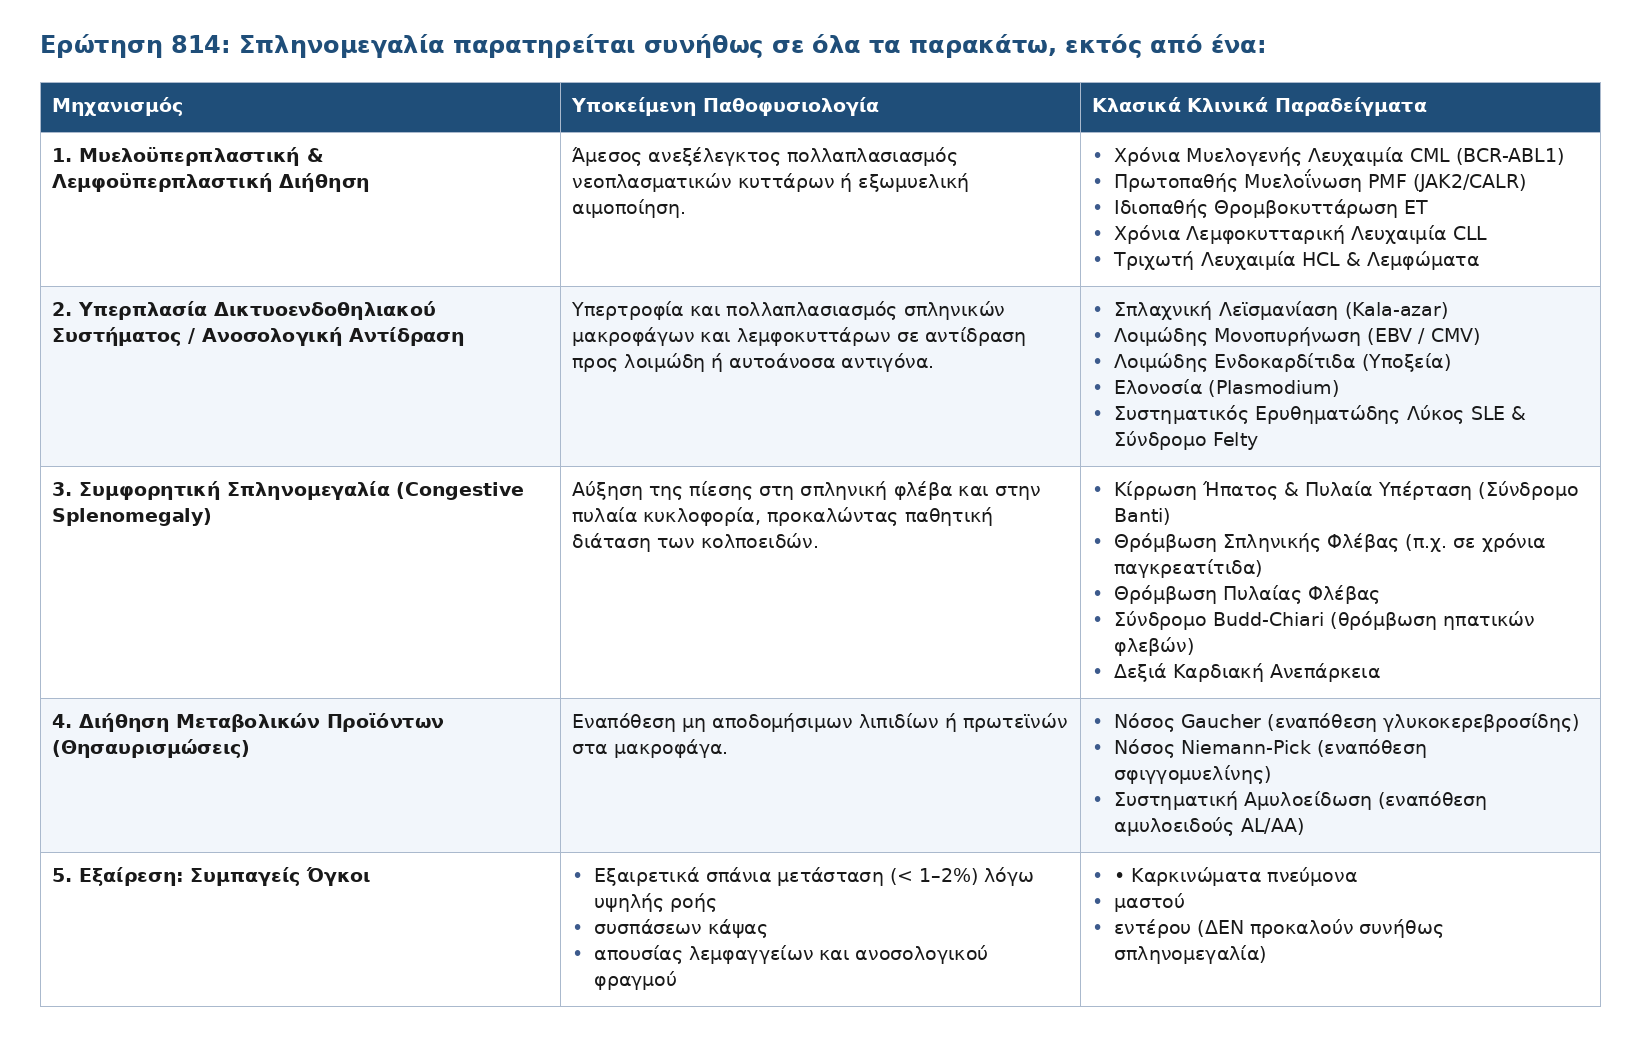 Ερώτηση 814: Σπληνομεγαλία παρατηρείται συνήθως σε όλα τα παρακάτω, εκτός από ένα:
Μηχανισμός
Υποκείμενη Παθοφυσιολογία
Κλασικά Κλινικά Παραδείγματα
1. Μυελοϋπερπλαστική &
Λεμφοϋπερπλαστική Διήθηση
Άμεσος ανεξέλεγκτος πολλαπλασιασμός
νεοπλασματικών κυττάρων ή εξωμυελική
αιμοποίηση.
• Χρόνια Μυελογενής Λευχαιμία CML (BCR-ABL1)
• Πρωτοπαθής Μυελοΐνωση PMF (JAK2/CALR)
• Ιδιοπαθής Θρομβοκυττάρωση ET
• Χρόνια Λεμφοκυτταρική Λευχαιμία CLL
• Τριχωτή Λευχαιμία HCL & Λεμφώματα
2. Υπερπλασία Δικτυοενδοθηλιακού
Συστήματος / Ανοσολογική Αντίδραση
Υπερτροφία και πολλαπλασιασμός σπληνικών
μακροφάγων και λεμφοκυττάρων σε αντίδραση
προς λοιμώδη ή αυτοάνοσα αντιγόνα.
• Σπλαχνική Λεϊσμανίαση (Kala-azar)
• Λοιμώδης Μονοπυρήνωση (EBV / CMV)
• Λοιμώδης Ενδοκαρδίτιδα (Υποξεία)
• Ελονοσία (Plasmodium)
• Συστηματικός Ερυθηματώδης Λύκος SLE &
Σύνδρομο Felty
3. Συμφορητική Σπληνομεγαλία (Congestive
Splenomegaly)
Αύξηση της πίεσης στη σπληνική φλέβα και στην
πυλαία κυκλοφορία, προκαλώντας παθητική
διάταση των κολποειδών.
• Κίρρωση Ήπατος & Πυλαία Υπέρταση (Σύνδρομο
Banti)
• Θρόμβωση Σπληνικής Φλέβας (π.χ. σε χρόνια
παγκρεατίτιδα)
• Θρόμβωση Πυλαίας Φλέβας
• Σύνδρομο Budd-Chiari (θρόμβωση ηπατικών
φλεβών)
• Δεξιά Καρδιακή Ανεπάρκεια
4. Διήθηση Μεταβολικών Προϊόντων
(Θησαυρισμώσεις)
Εναπόθεση μη αποδομήσιμων λιπιδίων ή πρωτεϊνών
στα μακροφάγα.
• Νόσος Gaucher (εναπόθεση γλυκοκερεβροσίδης)
• Νόσος Niemann-Pick (εναπόθεση
σφιγγομυελίνης)
• Συστηματική Αμυλοείδωση (εναπόθεση
αμυλοειδούς AL/AA)
5. Εξαίρεση: Συμπαγείς Όγκοι
• Εξαιρετικά σπάνια μετάσταση (< 1–2%) λόγω
υψηλής ροής
• συσπάσεων κάψας
• απουσίας λεμφαγγείων και ανοσολογικού
φραγμού
• • Καρκινώματα πνεύμονα
• μαστού
• εντέρου (ΔΕΝ προκαλούν συνήθως
σπληνομεγαλία)